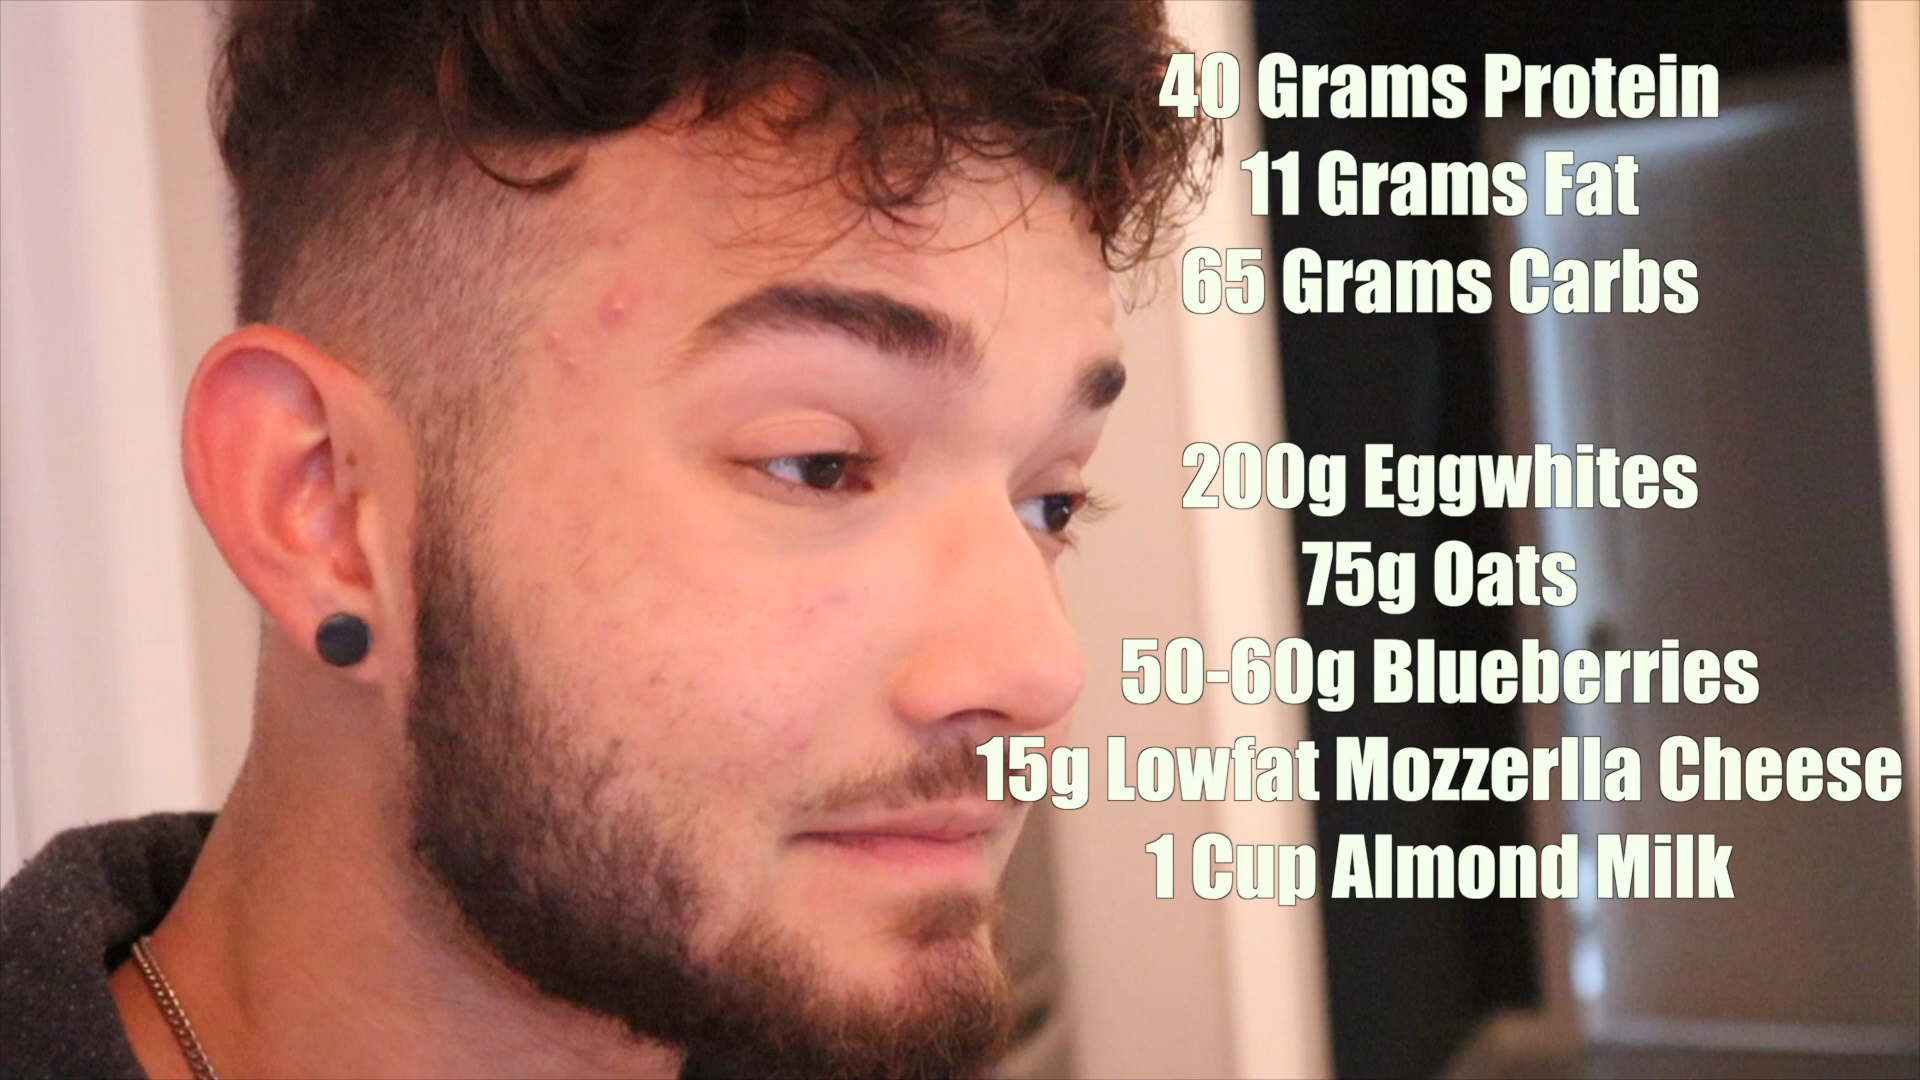 40 Grams Protein
11 Grams Fat
65 Grams Carbs
200g Eggwhites
75g Oats
50-60g Blueberries
15g Lowfat Mozzerlla Cheese
1 Cup Almond Milk